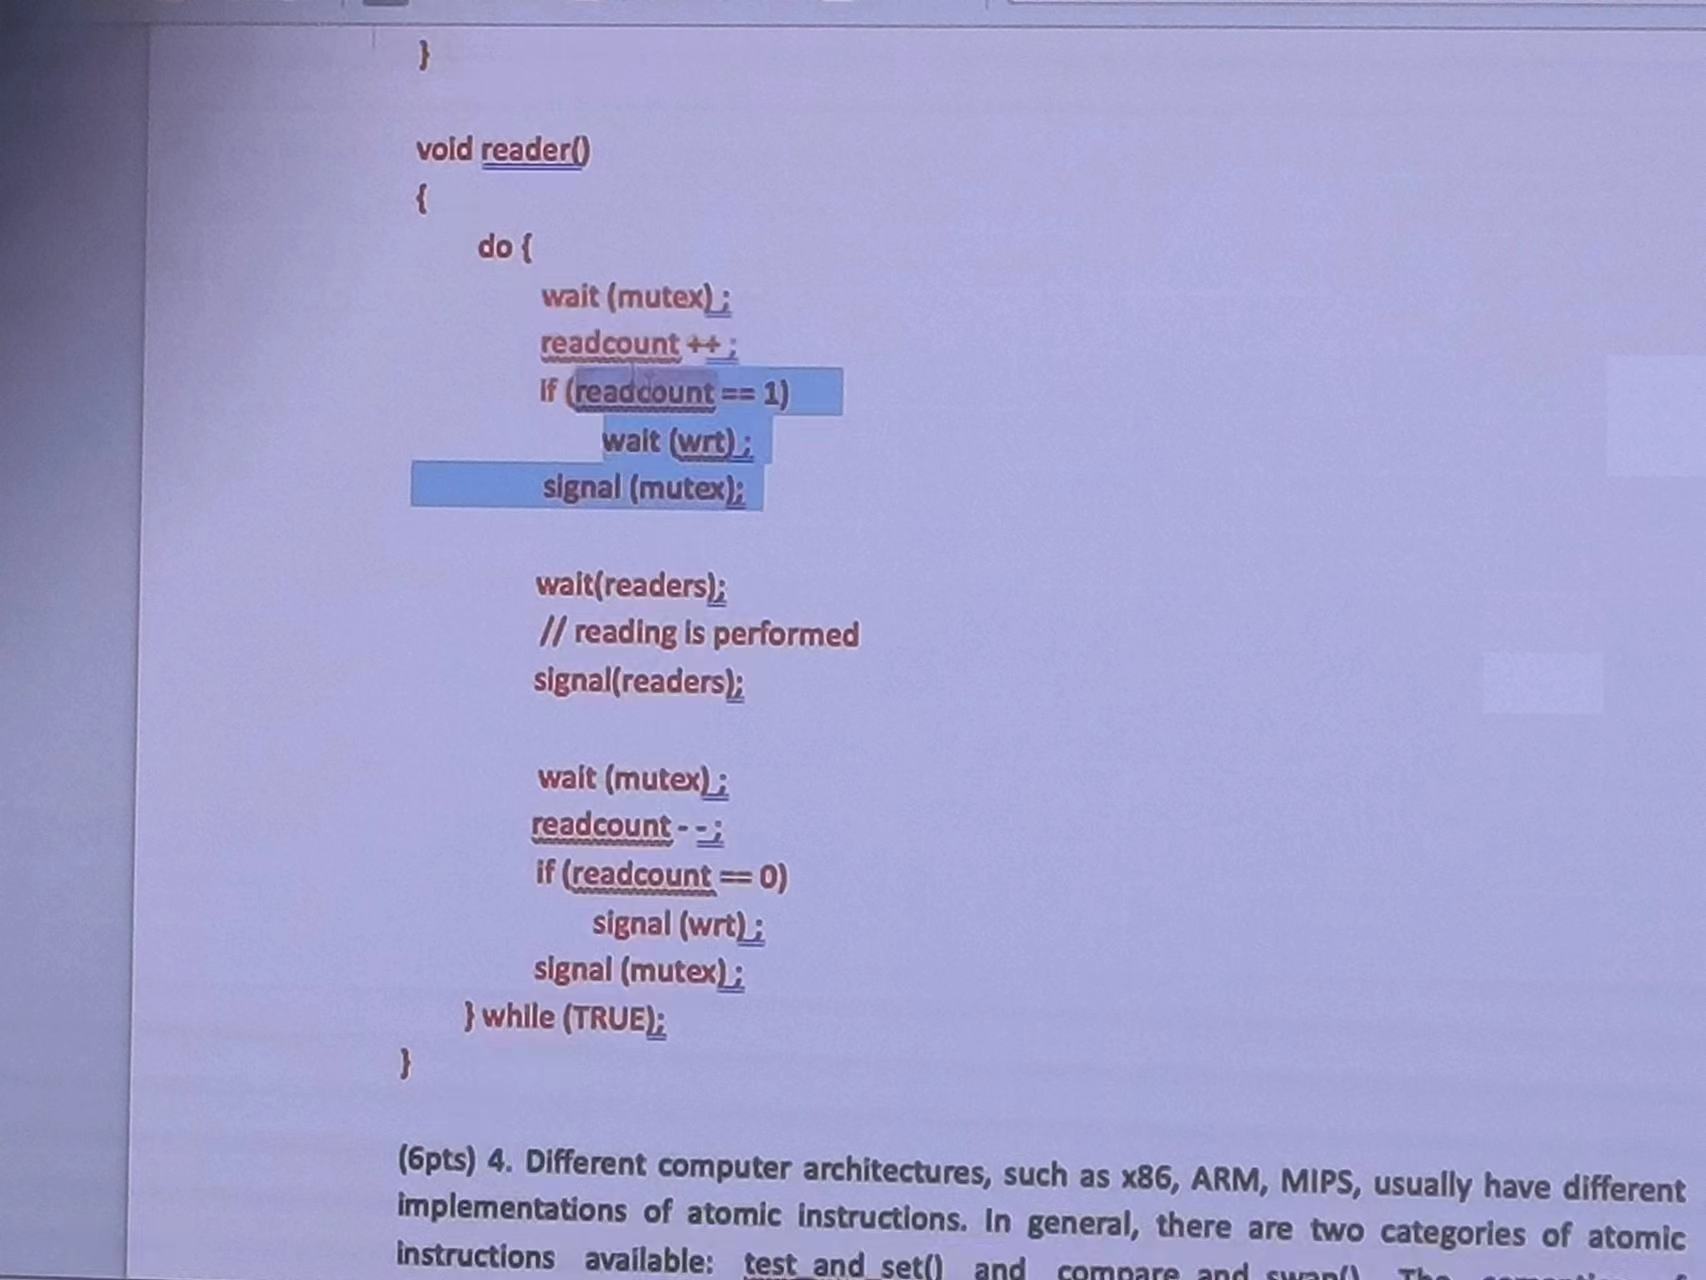 }
void reader()
{
do {
wait (mutex) ;
readcount ++ ;
if (readcount == 1)
wait (wrt) ;
signal (mutex);
wait(readers);
// reading is performed
signal(readers);
wait (mutex) ;
readcount - - ;
if (readcount == 0)
signal (wrt) ;
signal (mutex) ;
} while (TRUE);
}
(6pts) 4. Different computer architectures, such as x86, ARM, MIPS, usually have different
implementations of atomic instructions. In general, there are two categories of atomic
instructions available: test_and_set() and compare_and_swap(). The